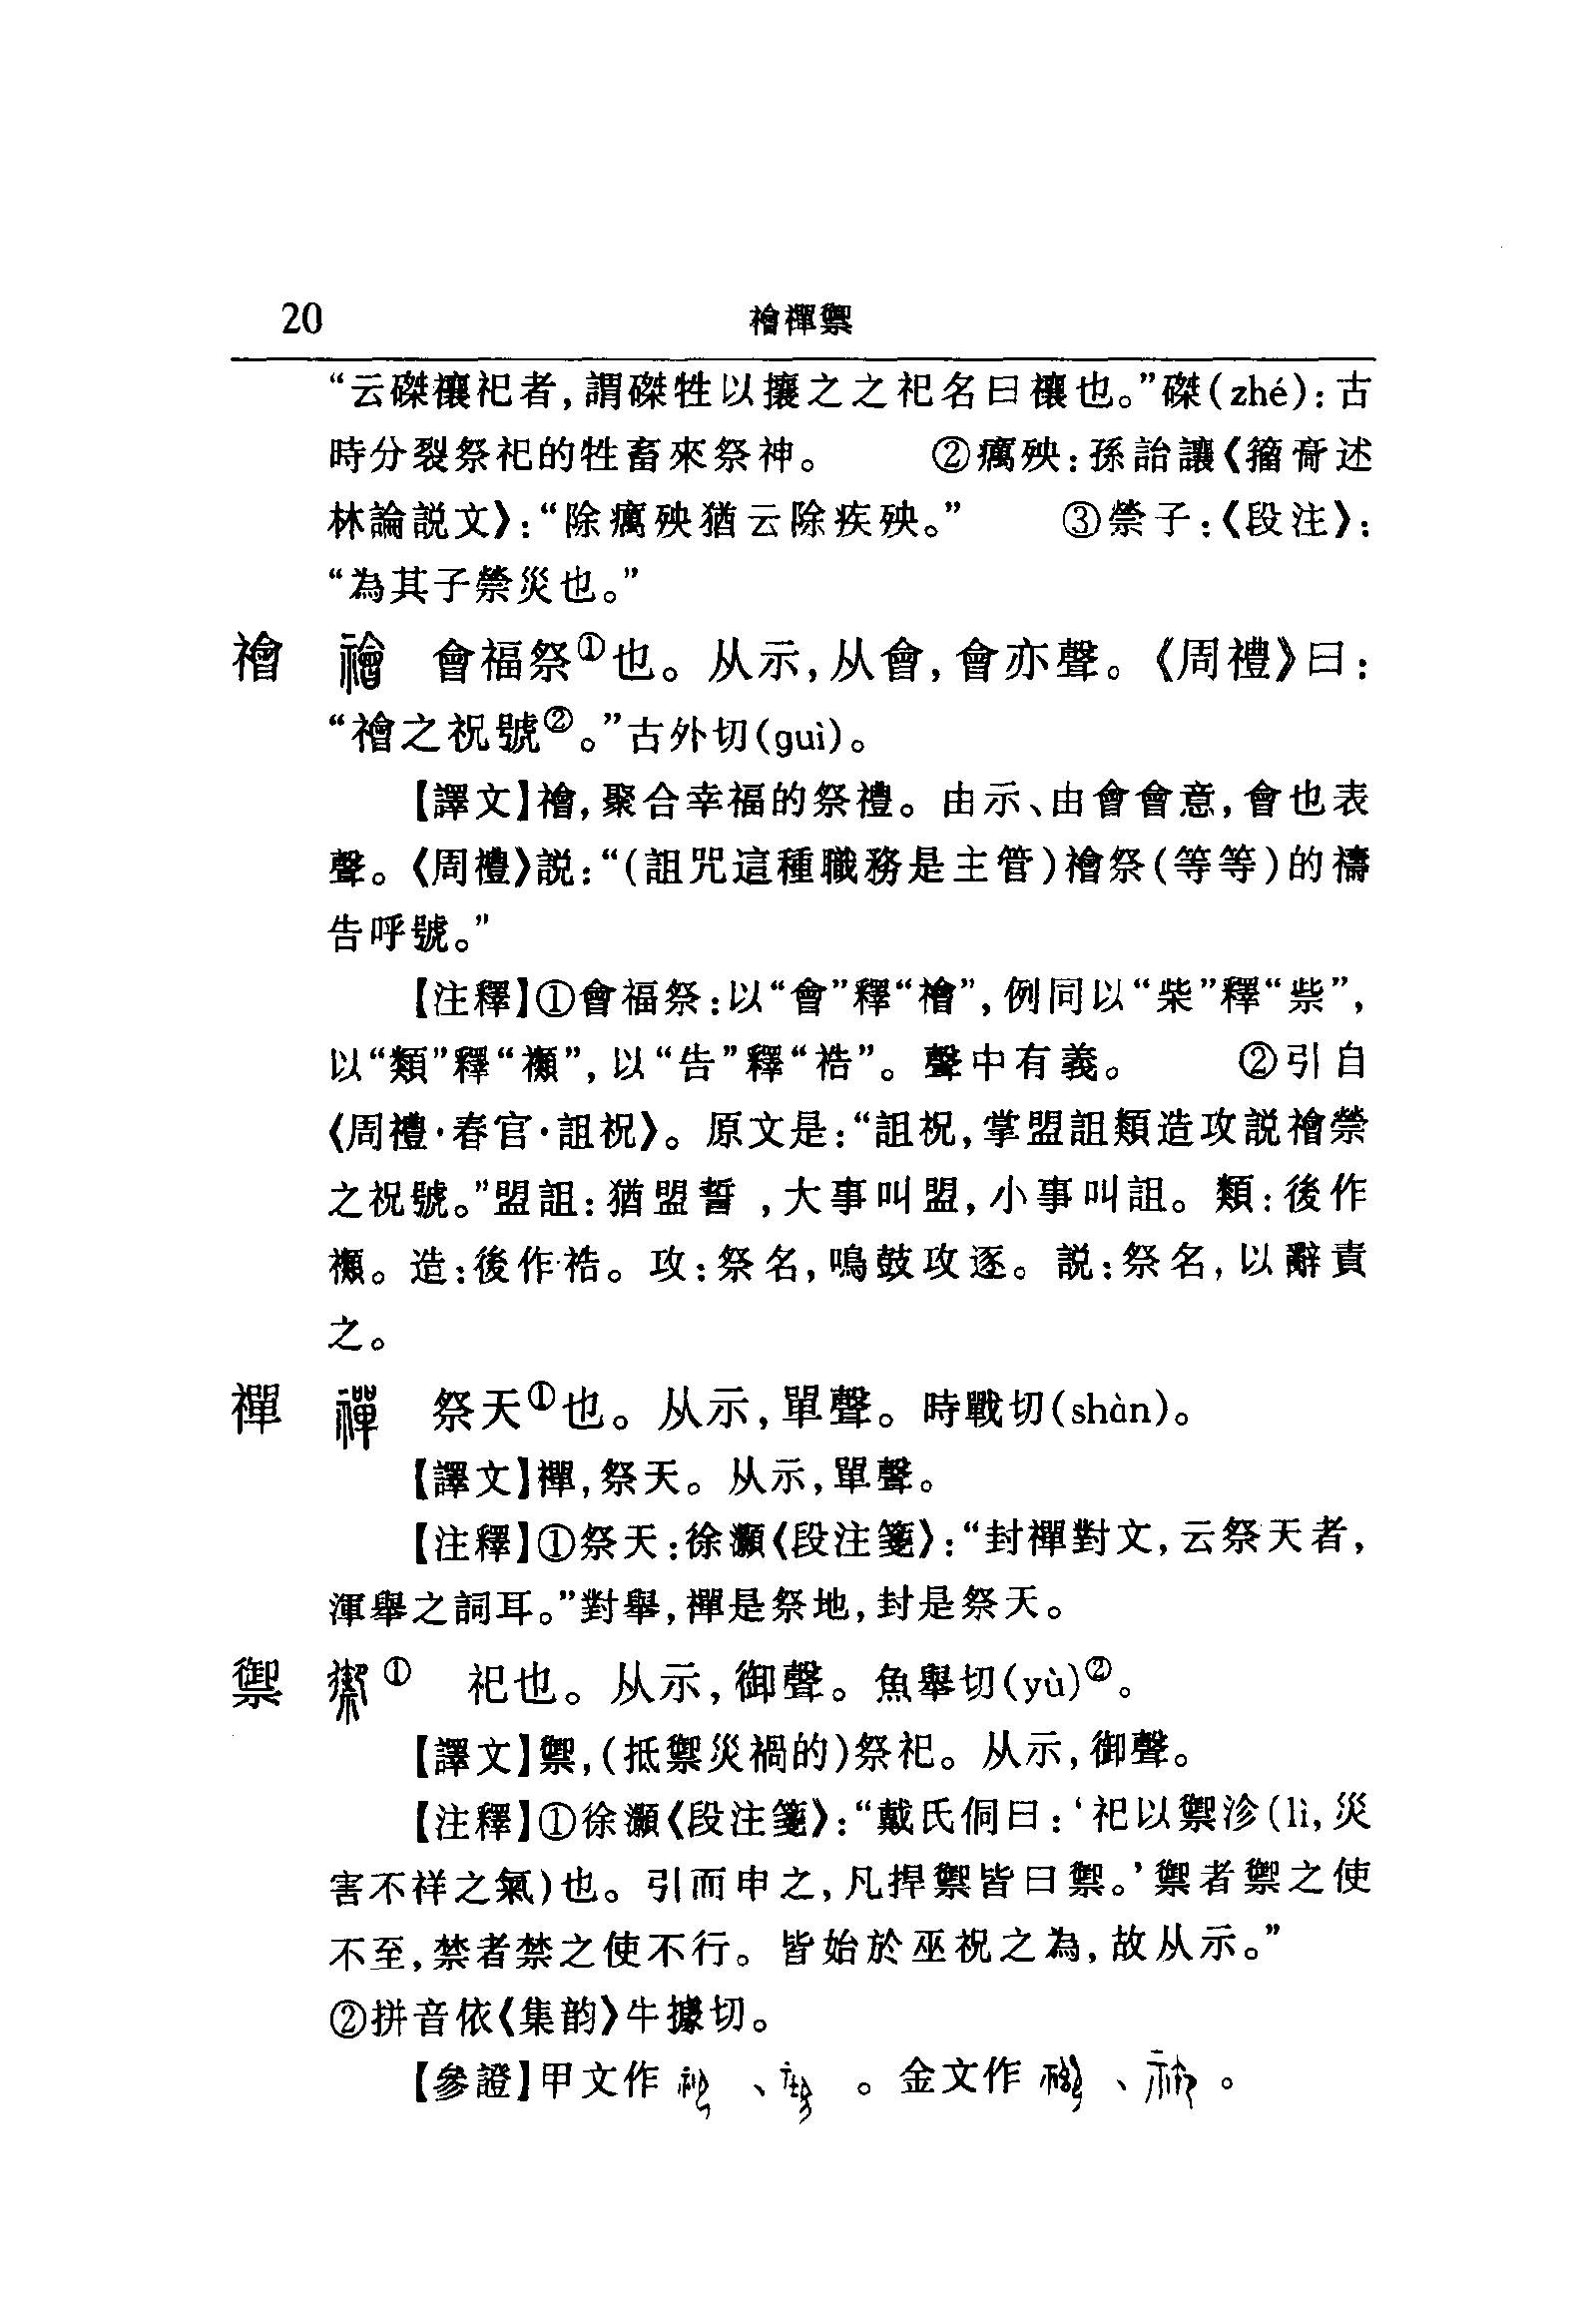 20 禬禪禦
“云磔禳祀者,謂磔牲以攘之之祀名曰禳也。”磔(zhé):古
時分裂祭祀的牲畜來祭神。 ②癘殃:孫詒讓《籀䯨述
林論説文》:“除癘殃猶云除疾殃。” ③禜子:《段注》:
“為其子禜災也。”
禬 會福祭①也。从示,从會,會亦聲。《周禮》曰:
“禬之祝號②。”古外切(guì)。
【譯文】禬,聚合幸福的祭禮。由示、由會會意,會也表
聲。《周禮》説:“(詛咒這種職務是主管)禬祭(等等)的禱
告呼號。”
【注釋】①會福祭:以“會”釋“禬”,例同以“柴”釋“祡”,
以“類”釋“禷”,以“告”釋“祰”。聲中有義。 ②引自
《周禮·春官·詛祝》。原文是:“詛祝,掌盟詛類造攻説禬禜
之祝號。”盟詛:猶盟誓,大事叫盟,小事叫詛。類:後作
禷。造:後作祰。攻:祭名,鳴鼓攻逐。説:祭名,以辭責
之。
禪 祭天①也。从示,單聲。時戰切(shàn)。
【譯文】禪,祭天。从示,單聲。
【注釋】①祭天:徐灝《段注箋》:“封禪對文,云祭天者,
渾舉之詞耳。”對舉,禪是祭地,封是祭天。
禦 ① 祀也。从示,御聲。魚舉切(yù)②。
【譯文】禦,(抵禦災禍的)祭祀。从示,御聲。
【注釋】①徐灝《段注箋》:“戴氏侗曰:‘祀以禦沴(lì,災
害不祥之氣)也。引而申之,凡捍禦皆曰禦。’禦者禦之使
不至,禁者禁之使不行。皆始於巫祝之為,故从示。”
②拼音依《集韵》牛據切。
【參證】甲文作 、 。金文作 、 。